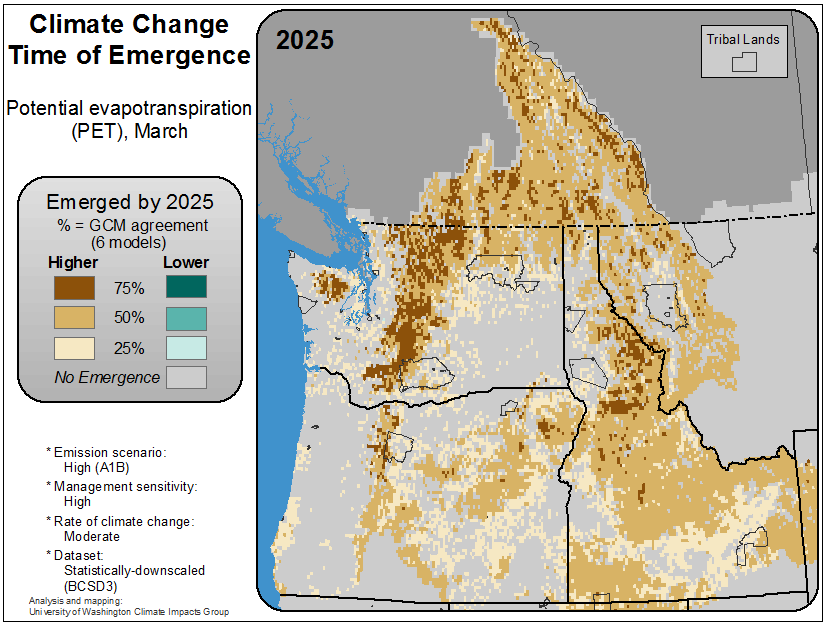 Climate Change
Time of Emergence
Potential evapotranspiration
(PET), March
Emerged by 2025
% = GCM agreement
(6 models)
Higher
Lower
75%
50%
25%
No Emergence
* Emission scenario:
High (A1B)
* Management sensitivity:
High
* Rate of climate change:
Moderate
* Dataset:
Statistically-downscaled
(BCSD3)
Analysis and mapping:
University of Washington Climate Impacts Group
2025
Tribal Lands